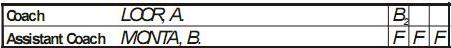 Coach LOOR, A. B₂
Assistant Coach MONTA, B. F F F